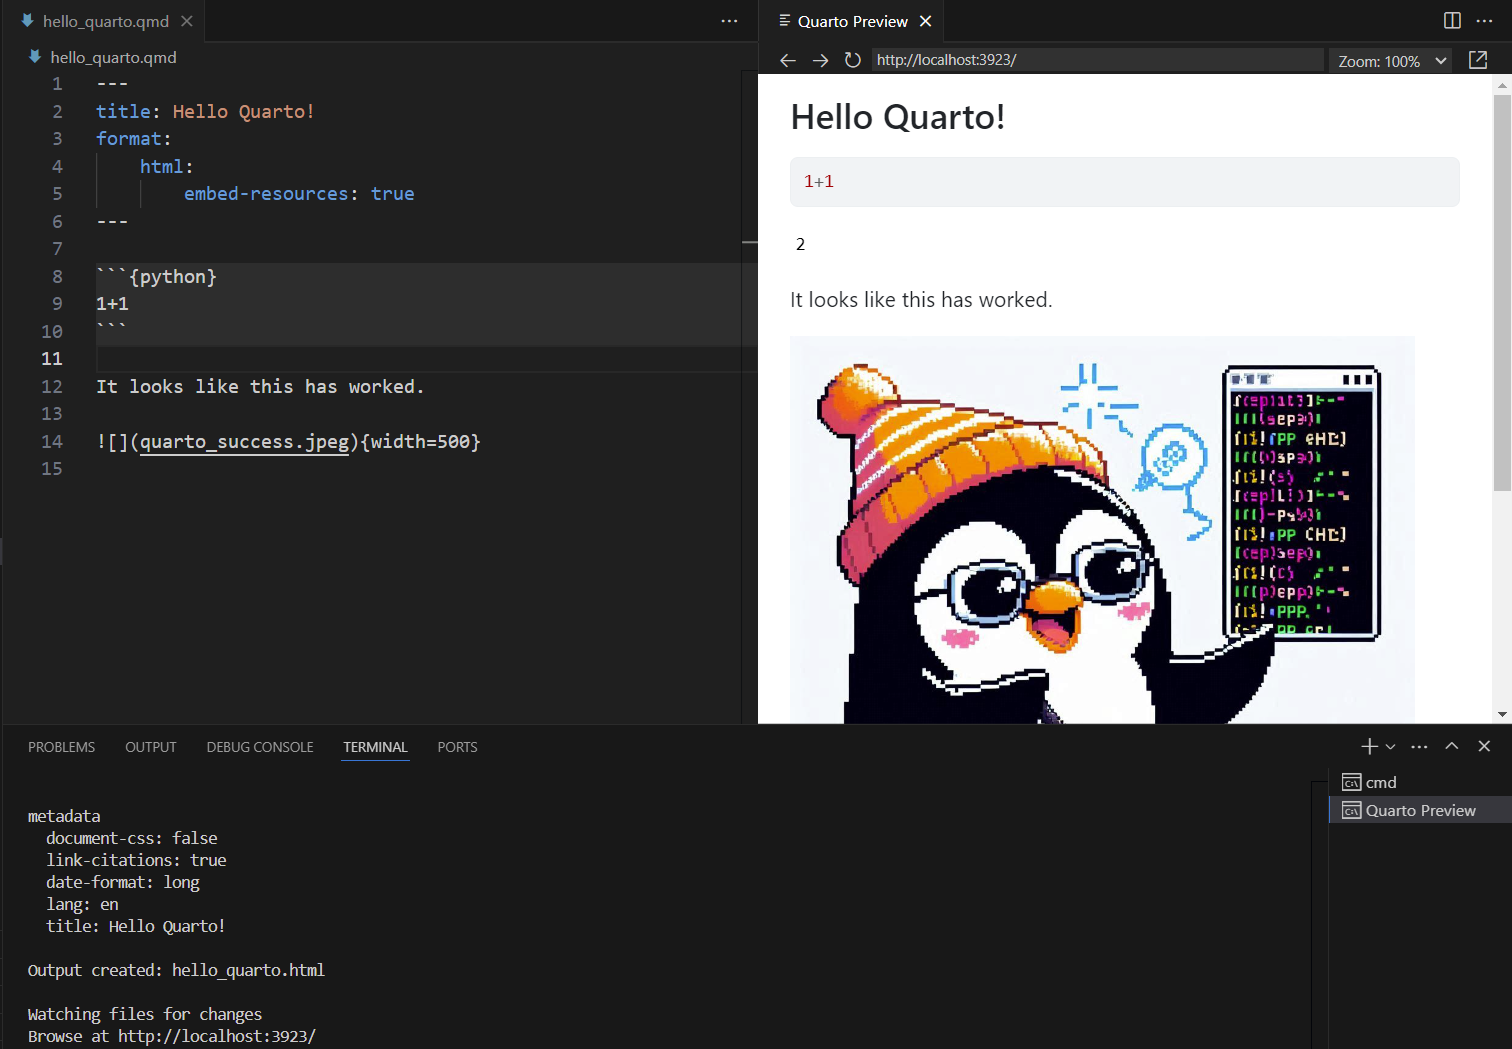 hello_quarto.qmd
hello_quarto.qmd
1 ---
2 title: Hello Quarto!
3 format:
4 html:
5 embed-resources: true
6 ---
7
8 ```{python}
9 1+1
10 ```
11
12 It looks like this has worked.
13
14 ![](quarto_success.jpeg){width=500}
15
Quarto Preview
http://localhost:3923/
Zoom: 100%
Hello Quarto!
1+1
2
It looks like this has worked.
PROBLEMS OUTPUT DEBUG CONSOLE TERMINAL PORTS
metadata
document-css: false
link-citations: true
date-format: long
lang: en
title: Hello Quarto!
Output created: hello_quarto.html
Watching files for changes
Browse at http://localhost:3923/
cmd
Quarto Preview